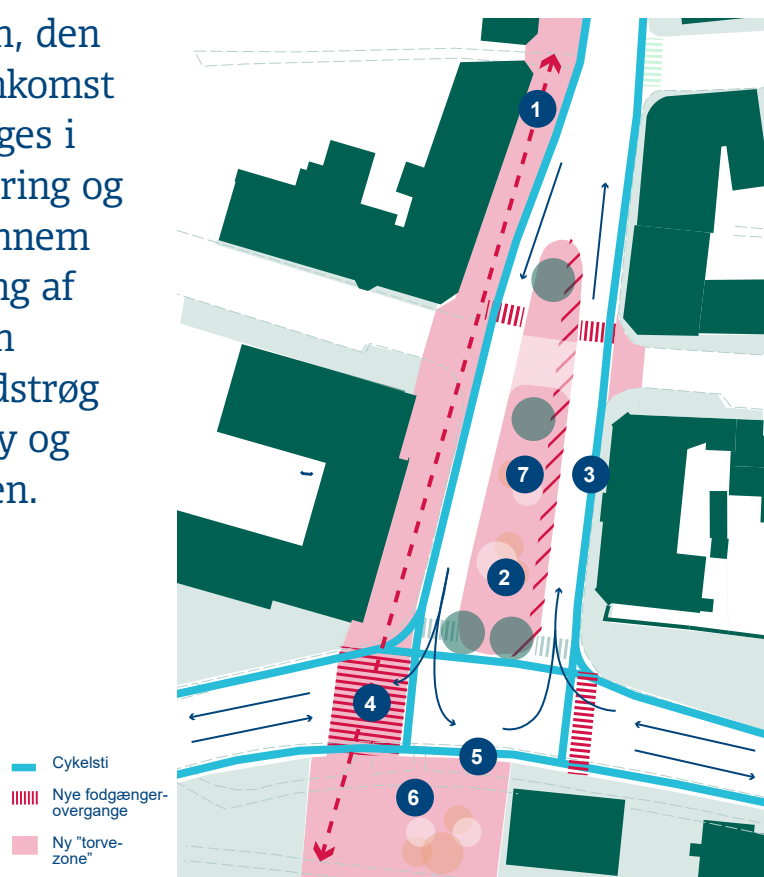 n, den
nkomst
ges i
ring og
nnem
ng af
n
dstrøg
y og
en.
1
7
3
2
4
5
6
Cykelsti
Nye fodgænger-
overgange
Ny "torve-
zone"